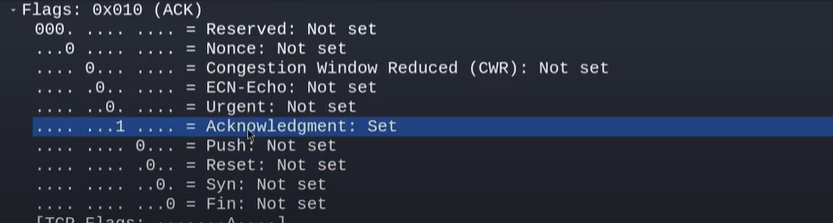 Flags: 0x010 (ACK)
000. .... .... = Reserved: Not set
...0 .... .... = Nonce: Not set
.... 0... .... = Congestion Window Reduced (CWR): Not set
.... .0.. .... = ECN-Echo: Not set
.... ..0. .... = Urgent: Not set
.... ...1 .... = Acknowledgment: Set
.... .... 0... = Push: Not set
.... .... .0.. = Reset: Not set
.... .... ..0. = Syn: Not set
.... .... ...0 = Fin: Not set
[TCP Flags: ·······A····]